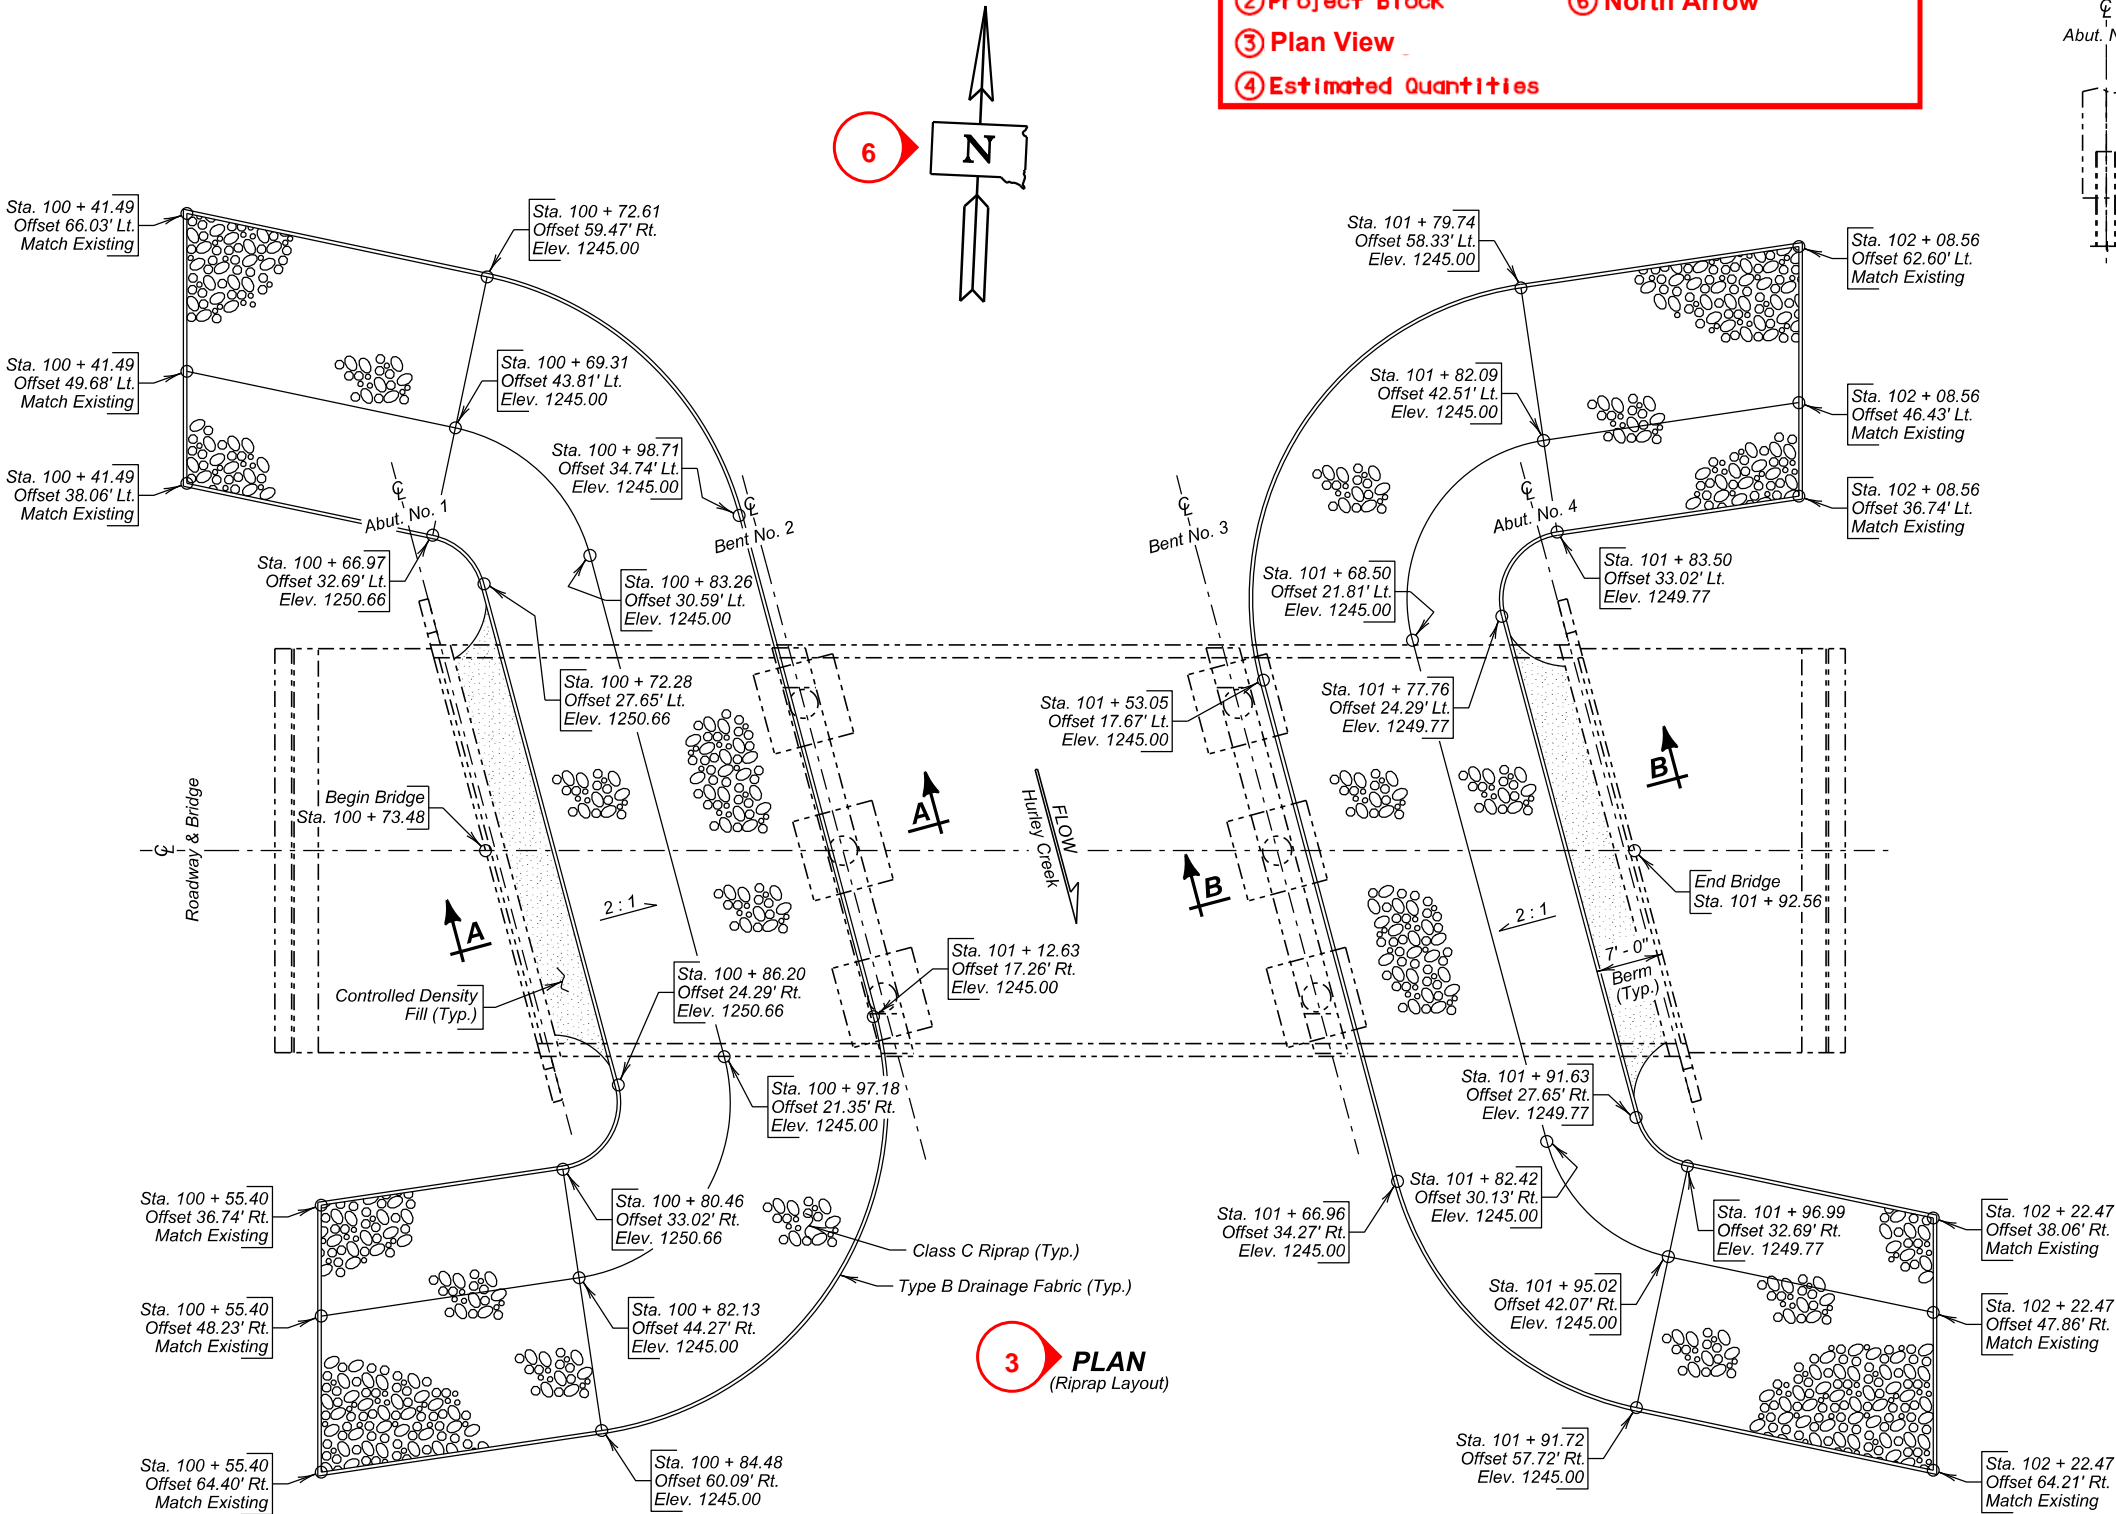 ② Project Block
⑥ North Arrow
③ Plan View
④ Estimated Quantities
℄
Abut. N
6
N
Sta. 100 + 41.49
Offset 66.03' Lt.
Match Existing
Sta. 100 + 72.61
Offset 59.47' Rt.
Elev. 1245.00
Sta. 101 + 79.74
Offset 58.33' Lt.
Elev. 1245.00
Sta. 102 + 08.56
Offset 62.60' Lt.
Match Existing
Sta. 100 + 41.49
Offset 49.68' Lt.
Match Existing
Sta. 100 + 69.31
Offset 43.81' Lt.
Elev. 1245.00
Sta. 101 + 82.09
Offset 42.51' Lt.
Elev. 1245.00
Sta. 102 + 08.56
Offset 46.43' Lt.
Match Existing
Sta. 100 + 41.49
Offset 38.06' Lt.
Match Existing
℄
Abut. No. 1
Sta. 100 + 98.71
Offset 34.74' Lt.
Elev. 1245.00
℄
Bent No. 2
℄
Bent No. 3
℄
Abut. No. 4
Sta. 102 + 08.56
Offset 36.74' Lt.
Match Existing
Sta. 100 + 66.97
Offset 32.69' Lt.
Elev. 1250.66
Sta. 100 + 83.26
Offset 30.59' Lt.
Elev. 1245.00
Sta. 101 + 68.50
Offset 21.81' Lt.
Elev. 1245.00
Sta. 101 + 83.50
Offset 33.02' Lt.
Elev. 1249.77
Sta. 100 + 72.28
Offset 27.65' Lt.
Elev. 1250.66
Sta. 101 + 53.05
Offset 17.67' Lt.
Elev. 1245.00
Sta. 101 + 77.76
Offset 24.29' Lt.
Elev. 1249.77
Begin Bridge
Sta. 100 + 73.48
A
FLOW
Hurley Creek
B
℄
Roadway & Bridge
A
2 : 1
B
2 : 1
End Bridge
Sta. 101 + 92.56
7' - 0"
Berm
(Typ.)
Controlled Density
Fill (Typ.)
Sta. 100 + 86.20
Offset 24.29' Rt.
Elev. 1250.66
Sta. 101 + 12.63
Offset 17.26' Rt.
Elev. 1245.00
Sta. 100 + 97.18
Offset 21.35' Rt.
Elev. 1245.00
Sta. 101 + 91.63
Offset 27.65' Rt.
Elev. 1249.77
Sta. 100 + 55.40
Offset 36.74' Rt.
Match Existing
Sta. 100 + 80.46
Offset 33.02' Rt.
Elev. 1250.66
Class C Riprap (Typ.)
Type B Drainage Fabric (Typ.)
Sta. 101 + 66.96
Offset 34.27' Rt.
Elev. 1245.00
Sta. 101 + 82.42
Offset 30.13' Rt.
Elev. 1245.00
Sta. 101 + 96.99
Offset 32.69' Rt.
Elev. 1249.77
Sta. 102 + 22.47
Offset 38.06' Rt.
Match Existing
Sta. 100 + 55.40
Offset 48.23' Rt.
Match Existing
Sta. 100 + 82.13
Offset 44.27' Rt.
Elev. 1245.00
Sta. 101 + 95.02
Offset 42.07' Rt.
Elev. 1245.00
Sta. 102 + 22.47
Offset 47.86' Rt.
Match Existing
3
PLAN
(Riprap Layout)
Sta. 100 + 55.40
Offset 64.40' Rt.
Match Existing
Sta. 100 + 84.48
Offset 60.09' Rt.
Elev. 1245.00
Sta. 101 + 91.72
Offset 57.72' Rt.
Elev. 1245.00
Sta. 102 + 22.47
Offset 64.21' Rt.
Match Existing